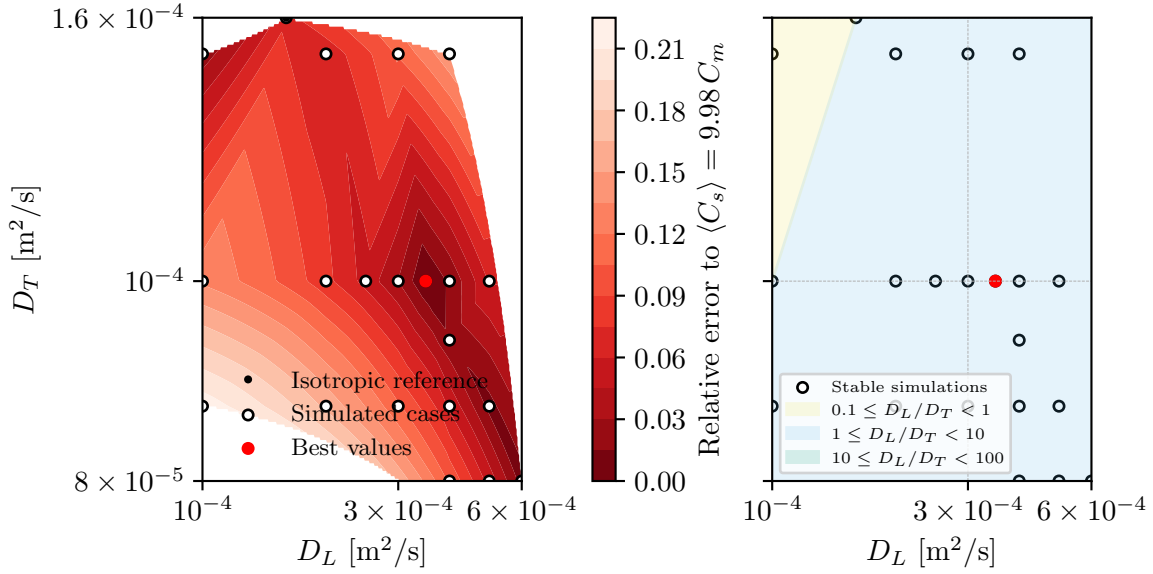 1.6 × 10⁻⁴
10⁻⁴
8 × 10⁻⁵
D_T [m²/s]
Isotropic reference
Simulated cases
Best values
10⁻⁴
3 × 10⁻⁴
6 × 10⁻⁴
D_L [m²/s]
0.21
0.18
0.15
0.12
0.09
0.06
0.03
0.00
Relative error to ⟨C_s⟩ = 9.98 C_m
Stable simulations
0.1 ≤ D_L/D_T < 1
1 ≤ D_L/D_T < 10
10 ≤ D_L/D_T < 100
10⁻⁴
3 × 10⁻⁴
6 × 10⁻⁴
D_L [m²/s]